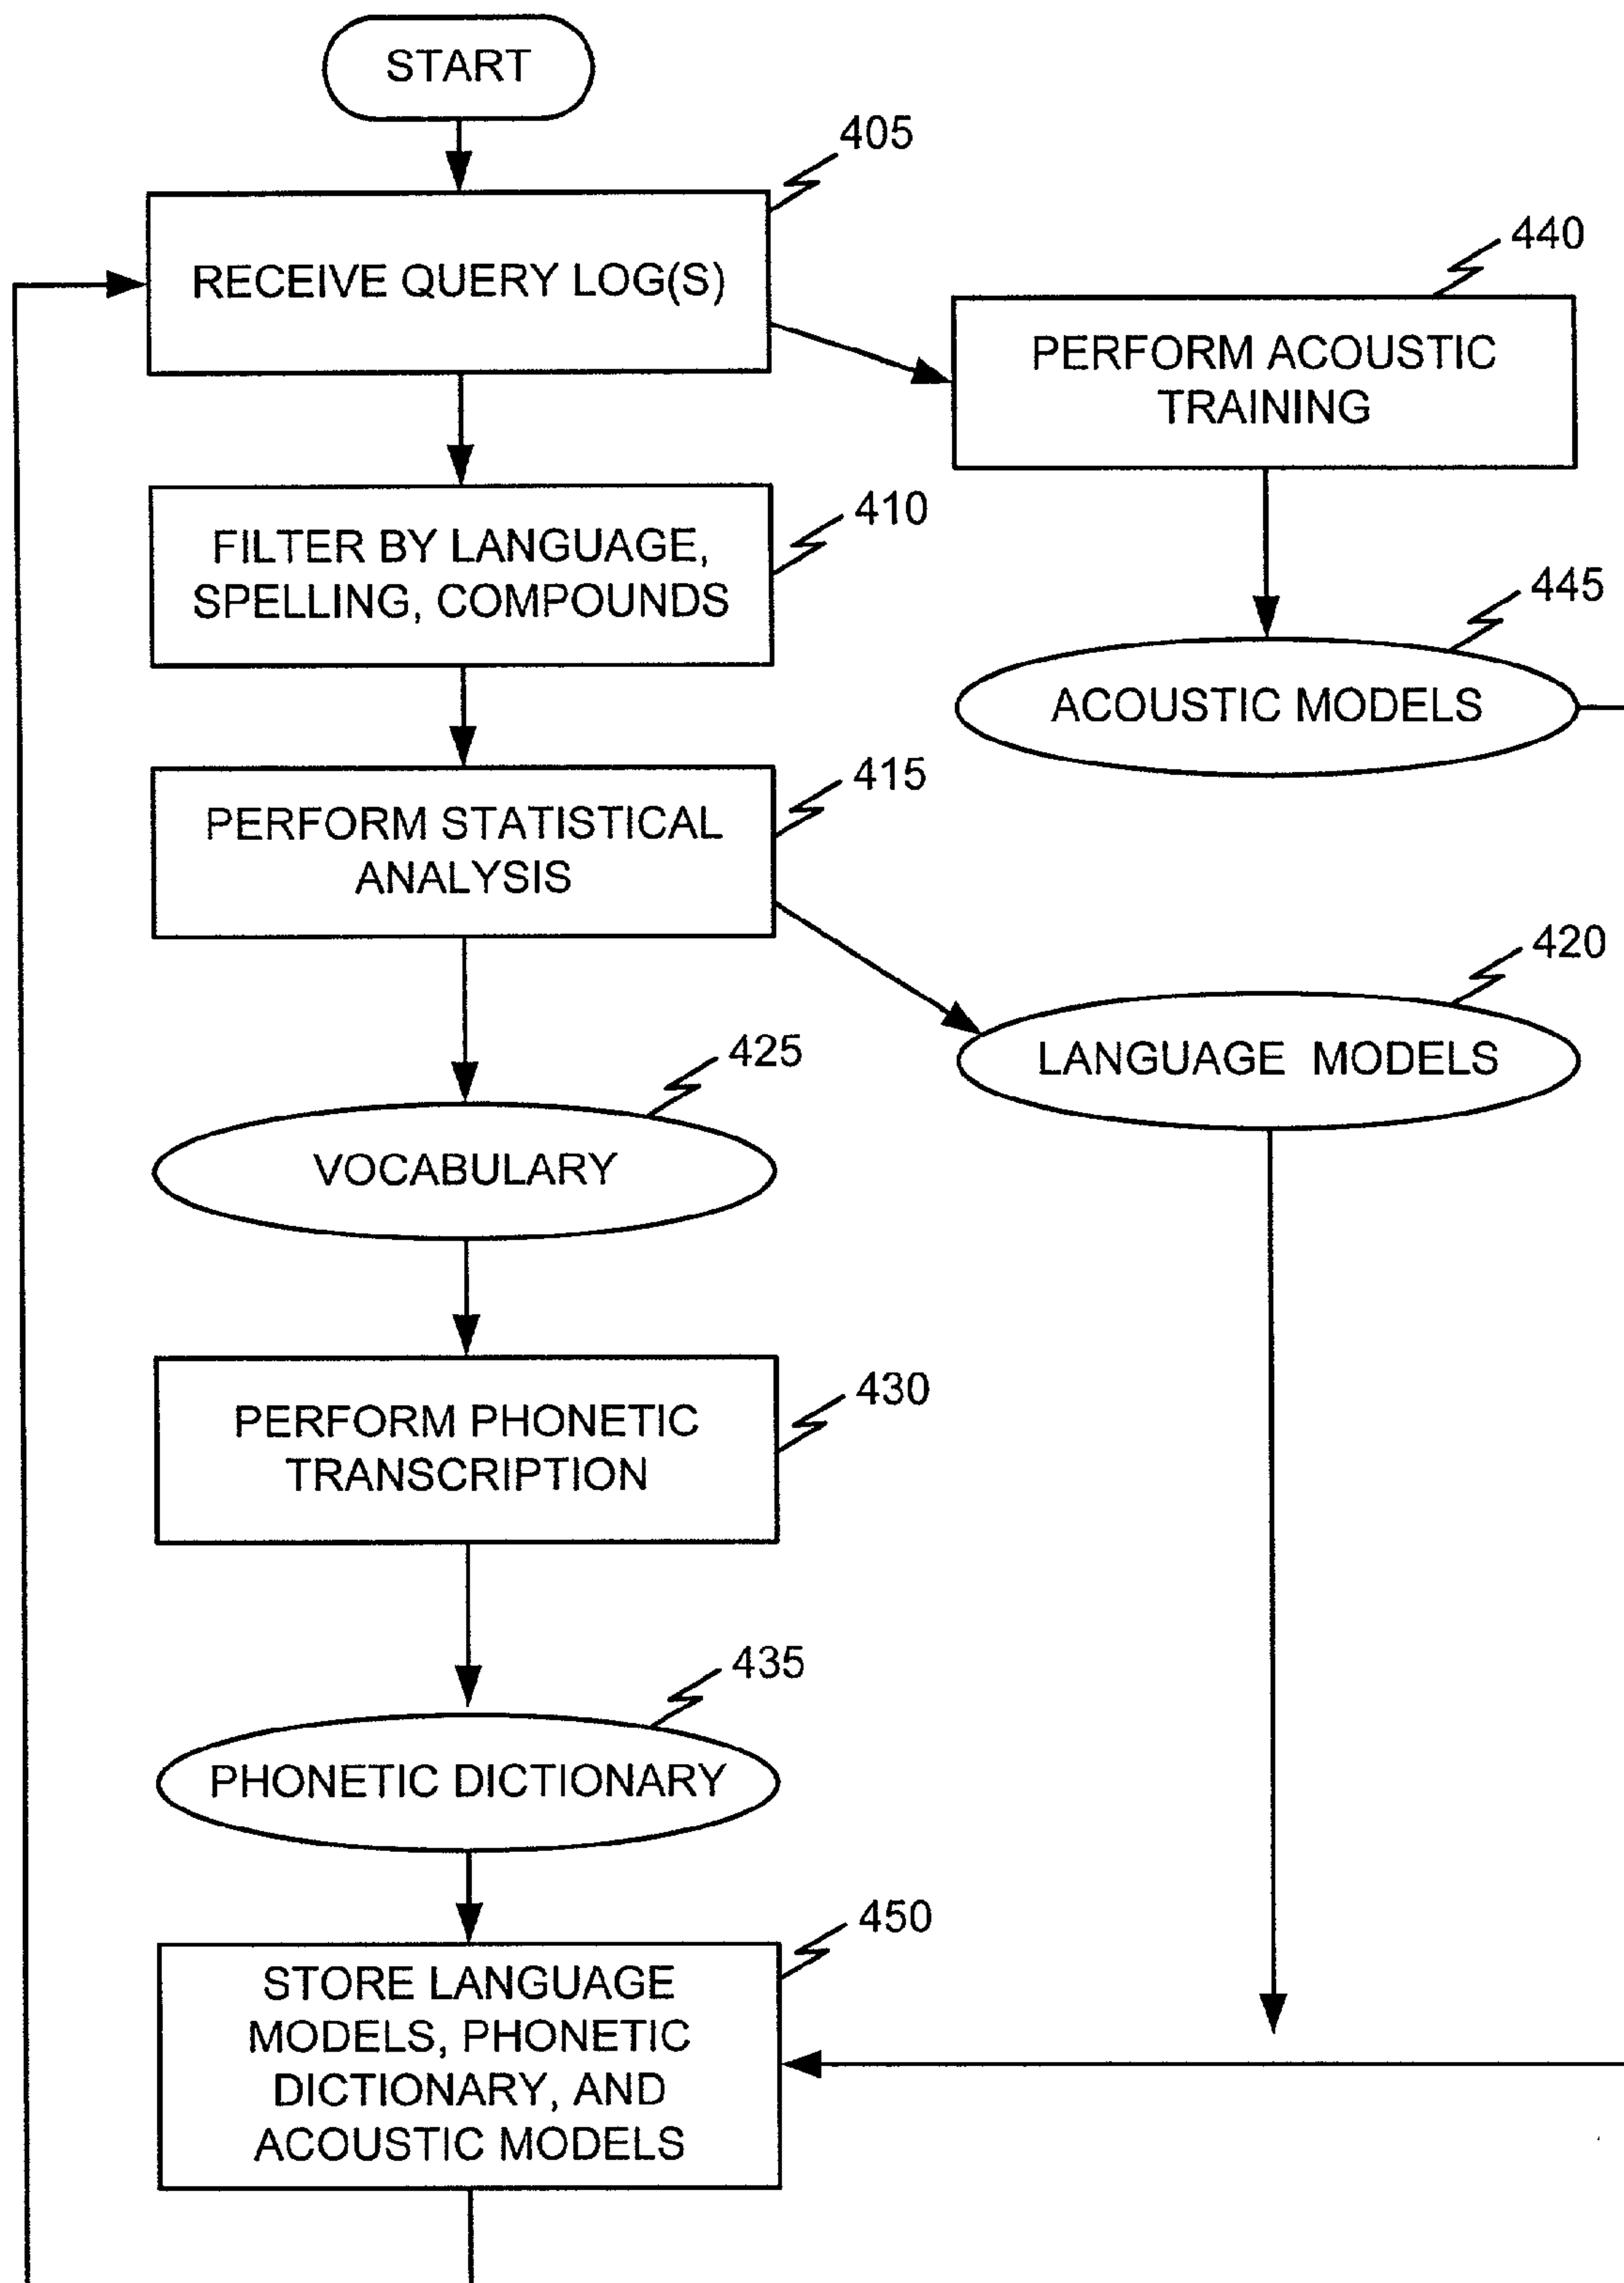 START
405
RECEIVE QUERY LOG(S)
440
PERFORM ACOUSTIC
TRAINING
410
FILTER BY LANGUAGE,
SPELLING, COMPOUNDS
445
ACOUSTIC MODELS
415
PERFORM STATISTICAL
ANALYSIS
420
LANGUAGE MODELS
425
VOCABULARY
430
PERFORM PHONETIC
TRANSCRIPTION
435
PHONETIC DICTIONARY
450
STORE LANGUAGE
MODELS, PHONETIC
DICTIONARY, AND
ACOUSTIC MODELS